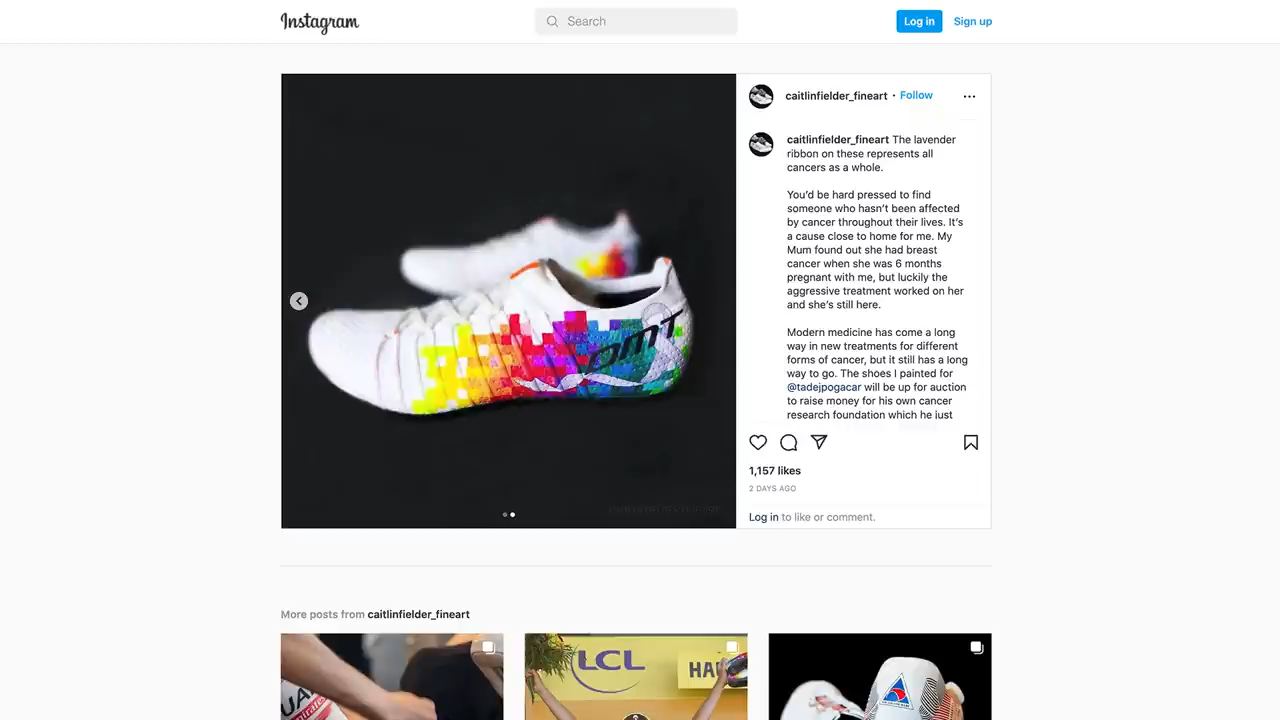 Instagram
Search
Log in
Sign up
caitlinfielder_fineart • Follow
caitlinfielder_fineart The lavender
ribbon on these represents all
cancers as a whole.
You'd be hard pressed to find
someone who hasn't been affected
by cancer throughout their lives. It's
a cause close to home for me. My
Mum found out she had breast
cancer when she was 6 months
pregnant with me, but luckily the
aggressive treatment worked on her
and she's still here.
Modern medicine has come a long
way in new treatments for different
forms of cancer, but it still has a long
way to go. The shoes I painted for
@tadejpogacar will be up for auction
to raise money for his own cancer
research foundation which he just
DMT
1,157 likes
2 DAYS AGO
Log in to like or comment.
More posts from caitlinfielder_fineart
LCL